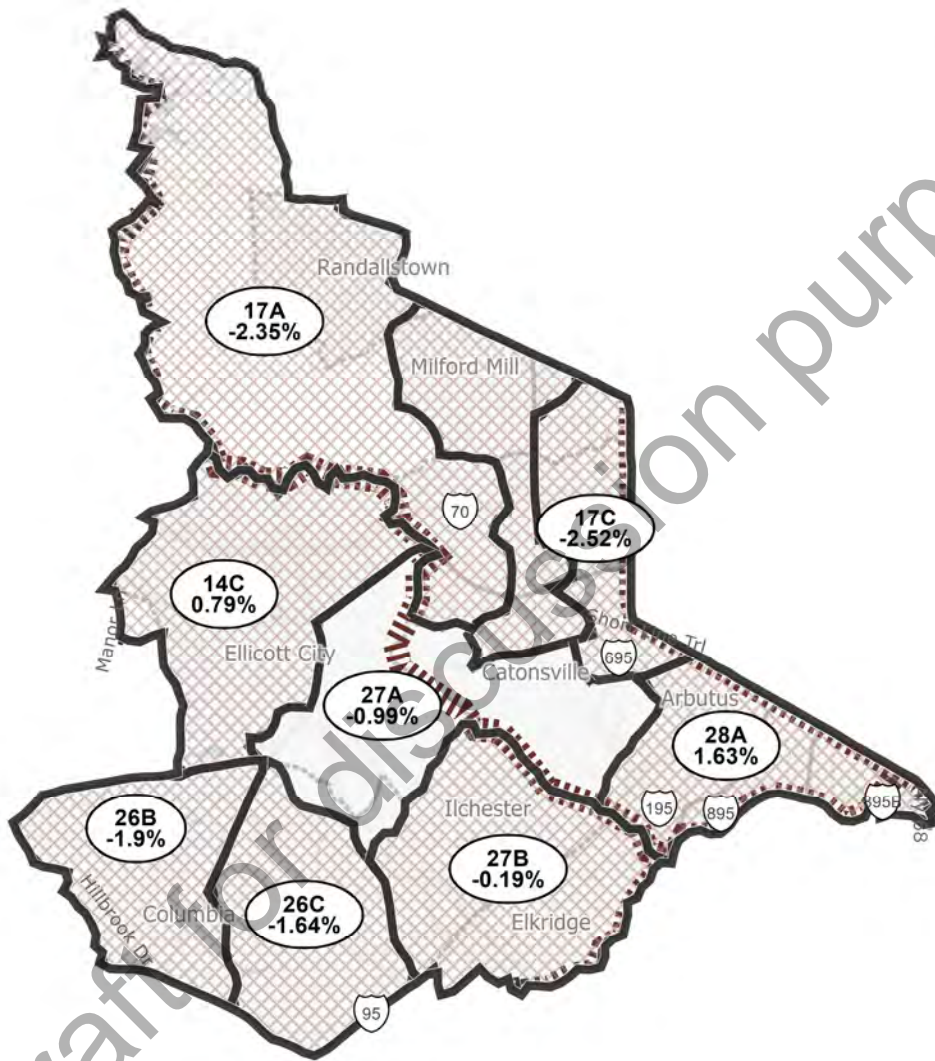 Randallstown
17A
-2.35%
Milford Mill
70
17C
-2.52%
14C
0.79%
Ellicott City
695
Catonsville
27A
-0.99%
Arbutus
28A
1.63%
26B
-1.9%
Ilchester
195
895
895B
27B
-0.19%
Hillbrook Dr
Columbia
26C
-1.64%
Elkridge
95
draft for discussion purp